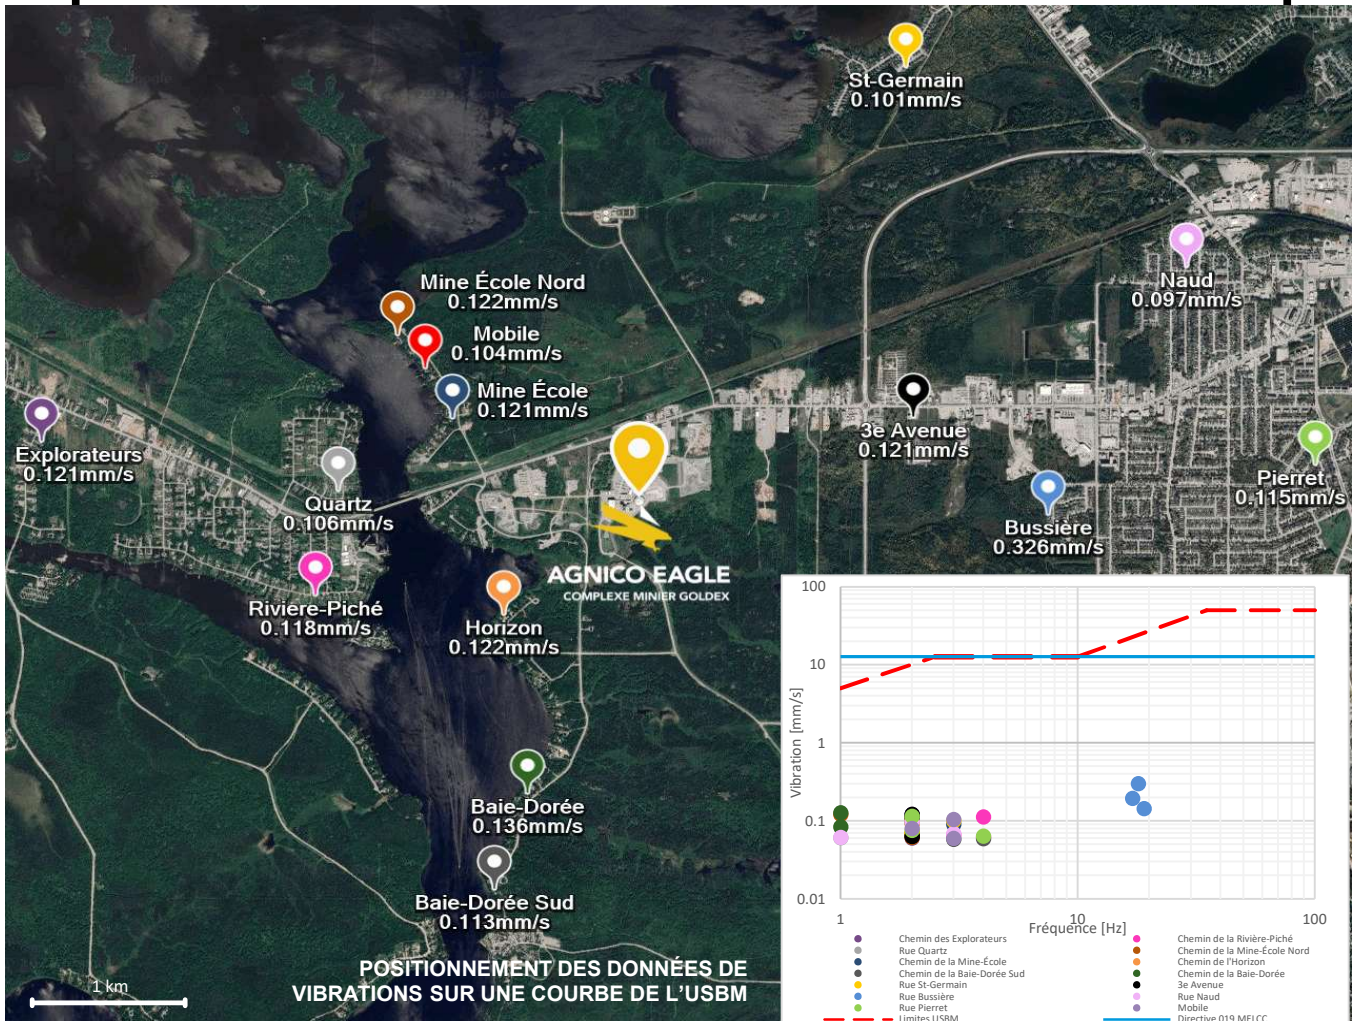 St-Germain
0.101mm/s
Naud
0.097mm/s
Mine École Nord
0.122mm/s
Mobile
0.104mm/s
Mine École
0.121mm/s
Explorateurs
0.121mm/s
Quartz
0.106mm/s
3e Avenue
0.121mm/s
Pierret
0.115mm/s
Bussière
0.326mm/s
Riviere-Piché
0.118mm/s
Horizon
0.122mm/s
AGNICO EAGLE
COMPLEXE MINIER GOLDEX
Baie-Dorée
0.136mm/s
Baie-Dorée Sud
0.113mm/s
POSITIONNEMENT DES DONNÉES DE
VIBRATIONS SUR UNE COURBE DE L'USBM
1 km
Vibration [mm/s]
100
10
1
0.1
0.01
1
10
100
Fréquence [Hz]
Chemin des Explorateurs
Chemin de la Rivière-Piché
Rue Quartz
Chemin de la Mine-École Nord
Chemin de la Mine-École
Chemin de l'Horizon
Chemin de la Baie-Dorée Sud
Chemin de la Baie-Dorée
Rue St-Germain
3e Avenue
Rue Bussière
Rue Naud
Rue Pierret
Mobile
Limites USBM
Directive 019 MELCC